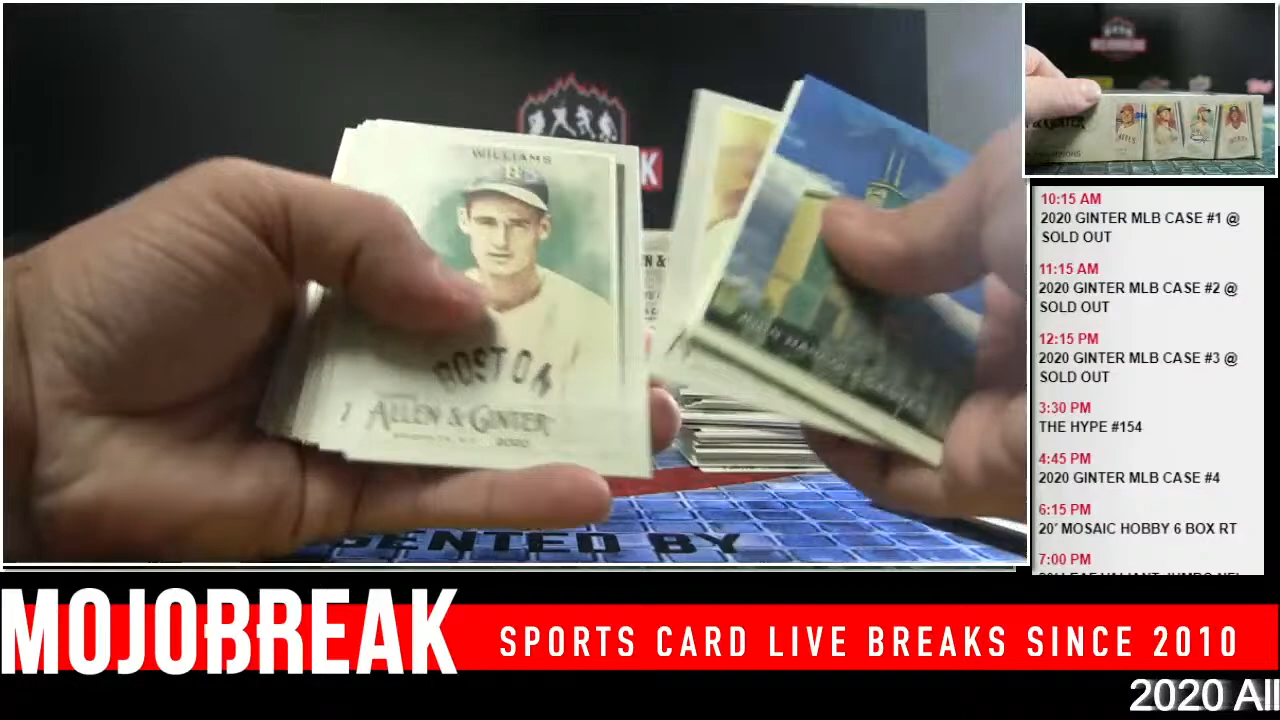 WILLIAMS
B
BOSTON
ALLEN & GINTER
2020
N &
K
ENTED BY
10:15 AM
2020 GINTER MLB CASE #1 @
SOLD OUT
11:15 AM
2020 GINTER MLB CASE #2 @
SOLD OUT
12:15 PM
2020 GINTER MLB CASE #3 @
SOLD OUT
3:30 PM
THE HYPE #154
4:45 PM
2020 GINTER MLB CASE #4
6:15 PM
20' MOSAIC HOBBY 6 BOX RT
7:00 PM
MOJOBREAK
SPORTS CARD LIVE BREAKS SINCE 2010
2020 All